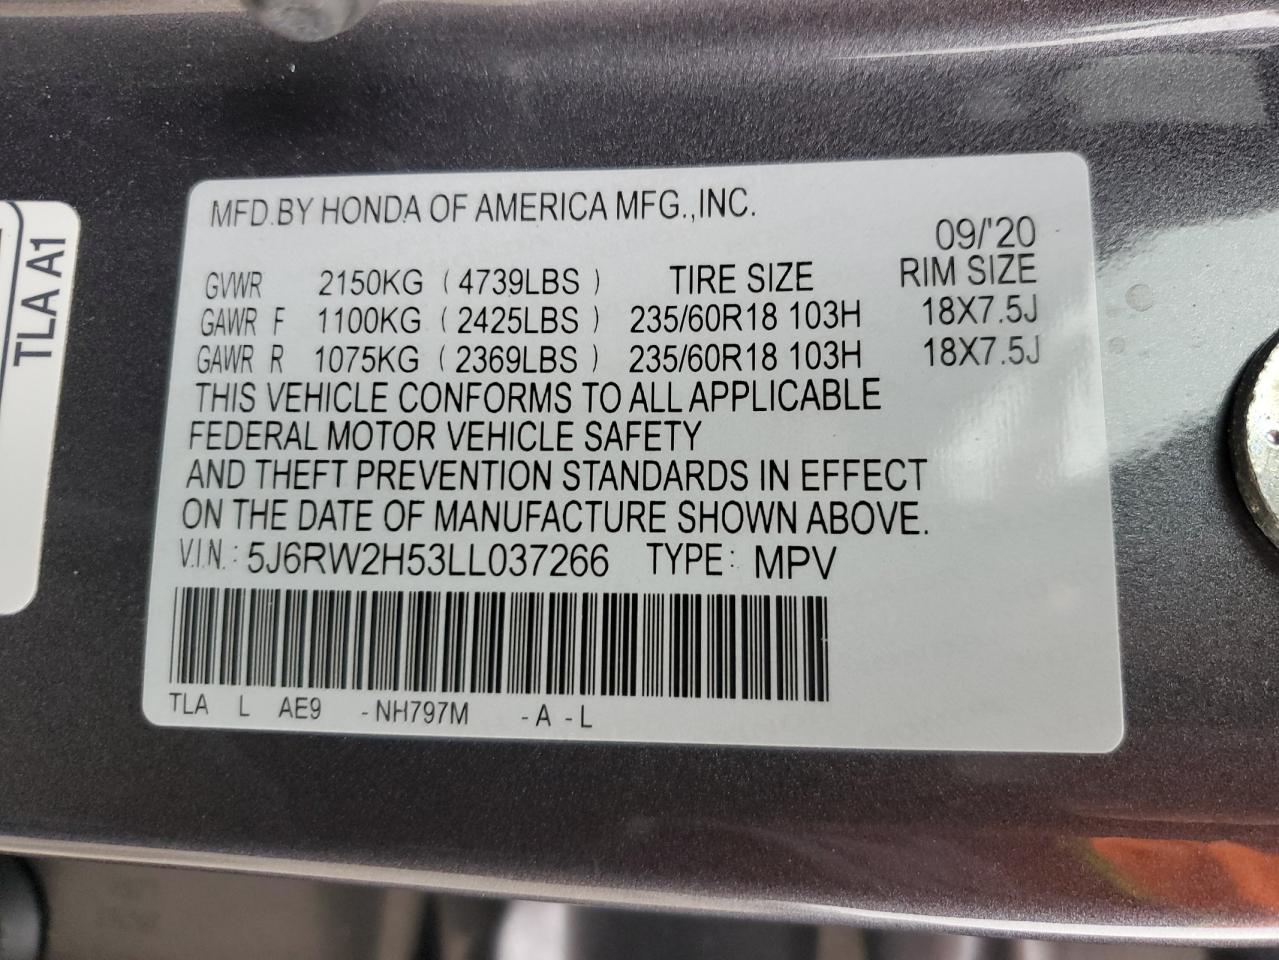 TLA A1
MFD.BY HONDA OF AMERICA MFG.,INC.
09/'20
GVWR 2150KG (4739LBS) TIRE SIZE RIM SIZE
GAWR F 1100KG (2425LBS) 235/60R18 103H 18X7.5J
GAWR R 1075KG (2369LBS) 235/60R18 103H 18X7.5J
THIS VEHICLE CONFORMS TO ALL APPLICABLE
FEDERAL MOTOR VEHICLE SAFETY
AND THEFT PREVENTION STANDARDS IN EFFECT
ON THE DATE OF MANUFACTURE SHOWN ABOVE.
V.I.N.: 5J6RW2H53LL037266 TYPE: MPV
TLA L AE9 -NH797M -A -L